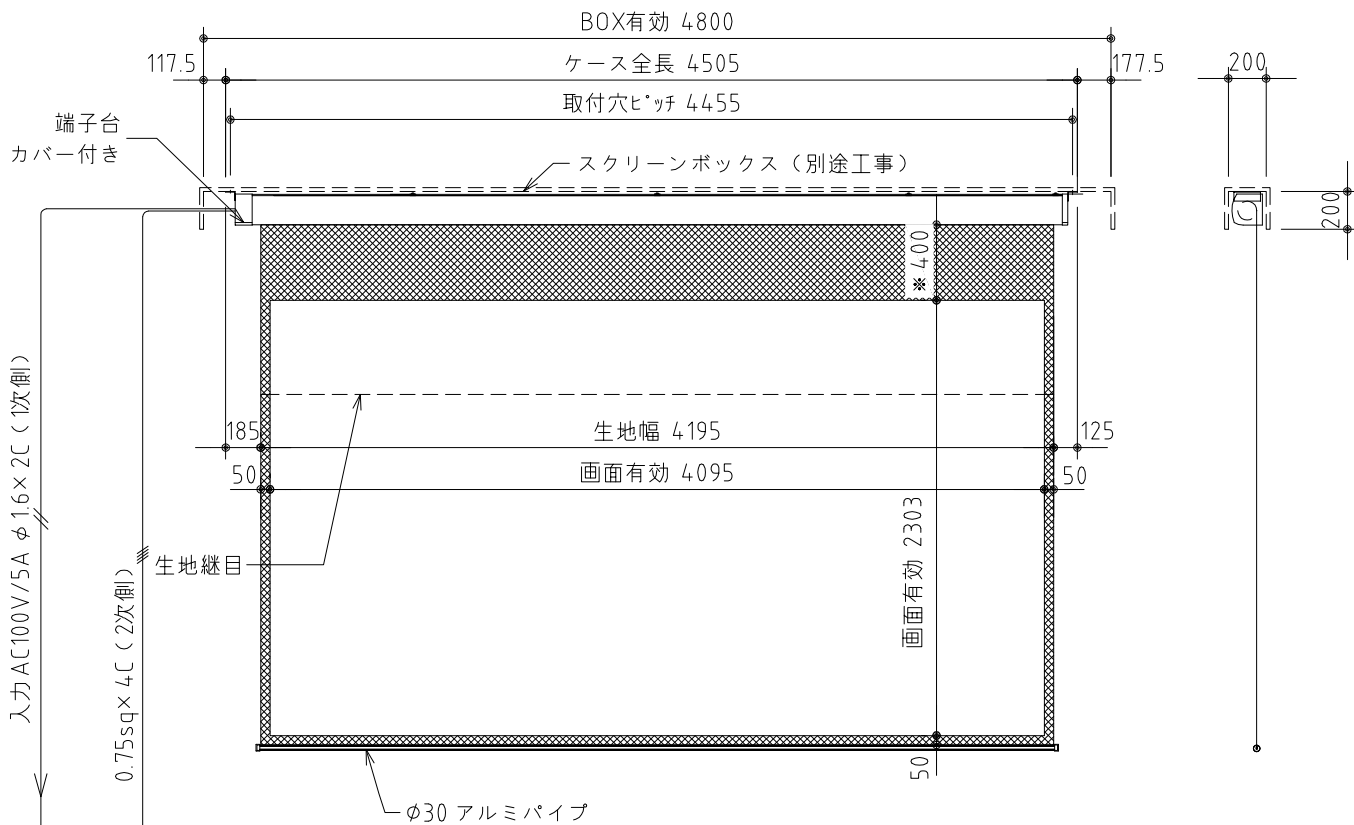 BOX有効 4800
117.5
ケース全長 4505
177.5
200
取付穴ピッチ 4455
端子台
カバー付き
スクリーンボックス（別途工事）
200
※ 400
185
生地幅 4195
125
50
画面有効 4095
50
画面有効 2303
生地継目
入力AC100V/5A φ1.6×2C（1次側）
0.75sq×4C（2次側）
50
φ30 アルミパイプ